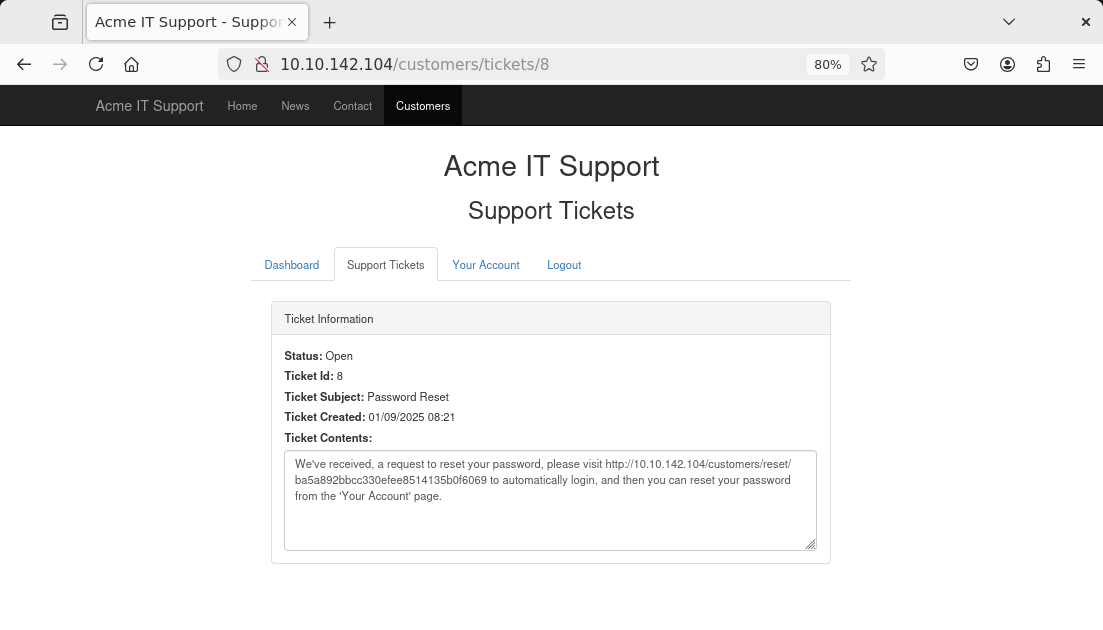 Acme IT Support - Suppor
10.10.142.104/customers/tickets/8
80%
Acme IT Support Home News Contact Customers
Acme IT Support
Support Tickets
Dashboard Support Tickets Your Account Logout
Ticket Information
Status: Open
Ticket Id: 8
Ticket Subject: Password Reset
Ticket Created: 01/09/2025 08:21
Ticket Contents:
We've received, a request to reset your password, please visit http://10.10.142.104/customers/reset/
ba5a892bbcc330efee8514135b0f6069 to automatically login, and then you can reset your password
from the 'Your Account' page.